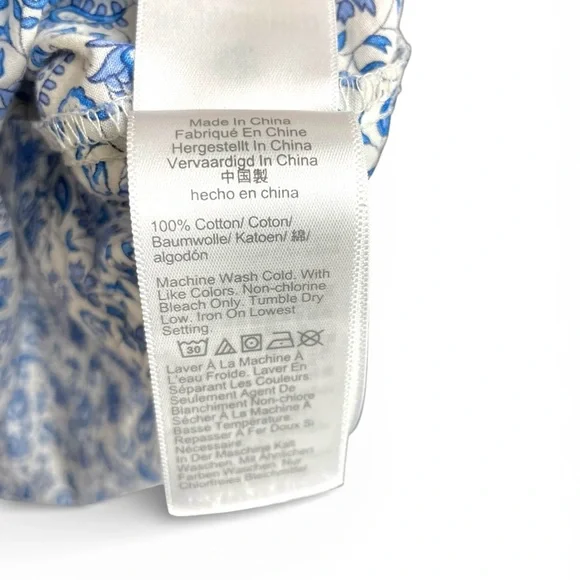 Made In China
Fabriqué En Chine
Hergestellt In China
Vervaardigd In China
中国製
hecho en china
100% Cotton/ Coton/
Baumwolle/ Katoen/ 綿/
algodón
Machine Wash Cold. With
Like Colors. Non-chlorine
Bleach Only. Tumble Dry
Low. Iron On Lowest
Setting.
30
Laver À La Machine À
L'eau Froide. Laver En
Séparant Les Couleurs.
Seulement Agent De
Blanchiment Non-chlore
Sécher À La Machine À
Basse Température.
Repasser À Fer Doux Si
Nécessaire.
In Der Maschine Kalt
Waschen. Mit Ähnlichen
Farben Waschen. Nur
Chlorfreies Bleichmittel